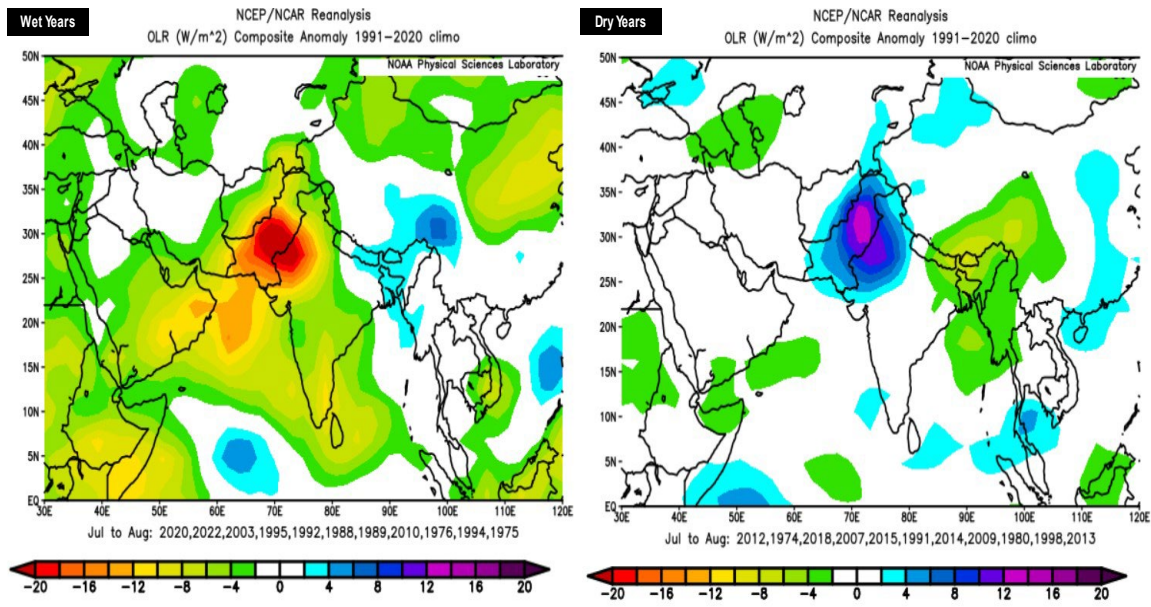 Wet Years
NCEP/NCAR Reanalysis
OLR (W/m^2) Composite Anomaly 1991-2020 climo
NOAA Physical Sciences Laboratory
50N
45N
40N
35N
30N
25N
20N
15N
10N
5N
EQ
30E 40E 50E 60E 70E 80E 90E 100E 110E 120E
Jul to Aug: 2020,2022,2003,1995,1992,1988,1989,2010,1976,1994,1975
-20 -16 -12 -8 -4 0 4 8 12 16 20
Dry Years
NCEP/NCAR Reanalysis
OLR (W/m^2) Composite Anomaly 1991-2020 climo
NOAA Physical Sciences Laboratory
50N
45N
40N
35N
30N
25N
20N
15N
10N
5N
EQ
30E 40E 50E 60E 70E 80E 90E 100E 110E 120E
Jul to Aug: 2012,1974,2018,2007,2015,1991,2014,2009,1980,1998,2013
-20 -16 -12 -8 -4 0 4 8 12 16 20